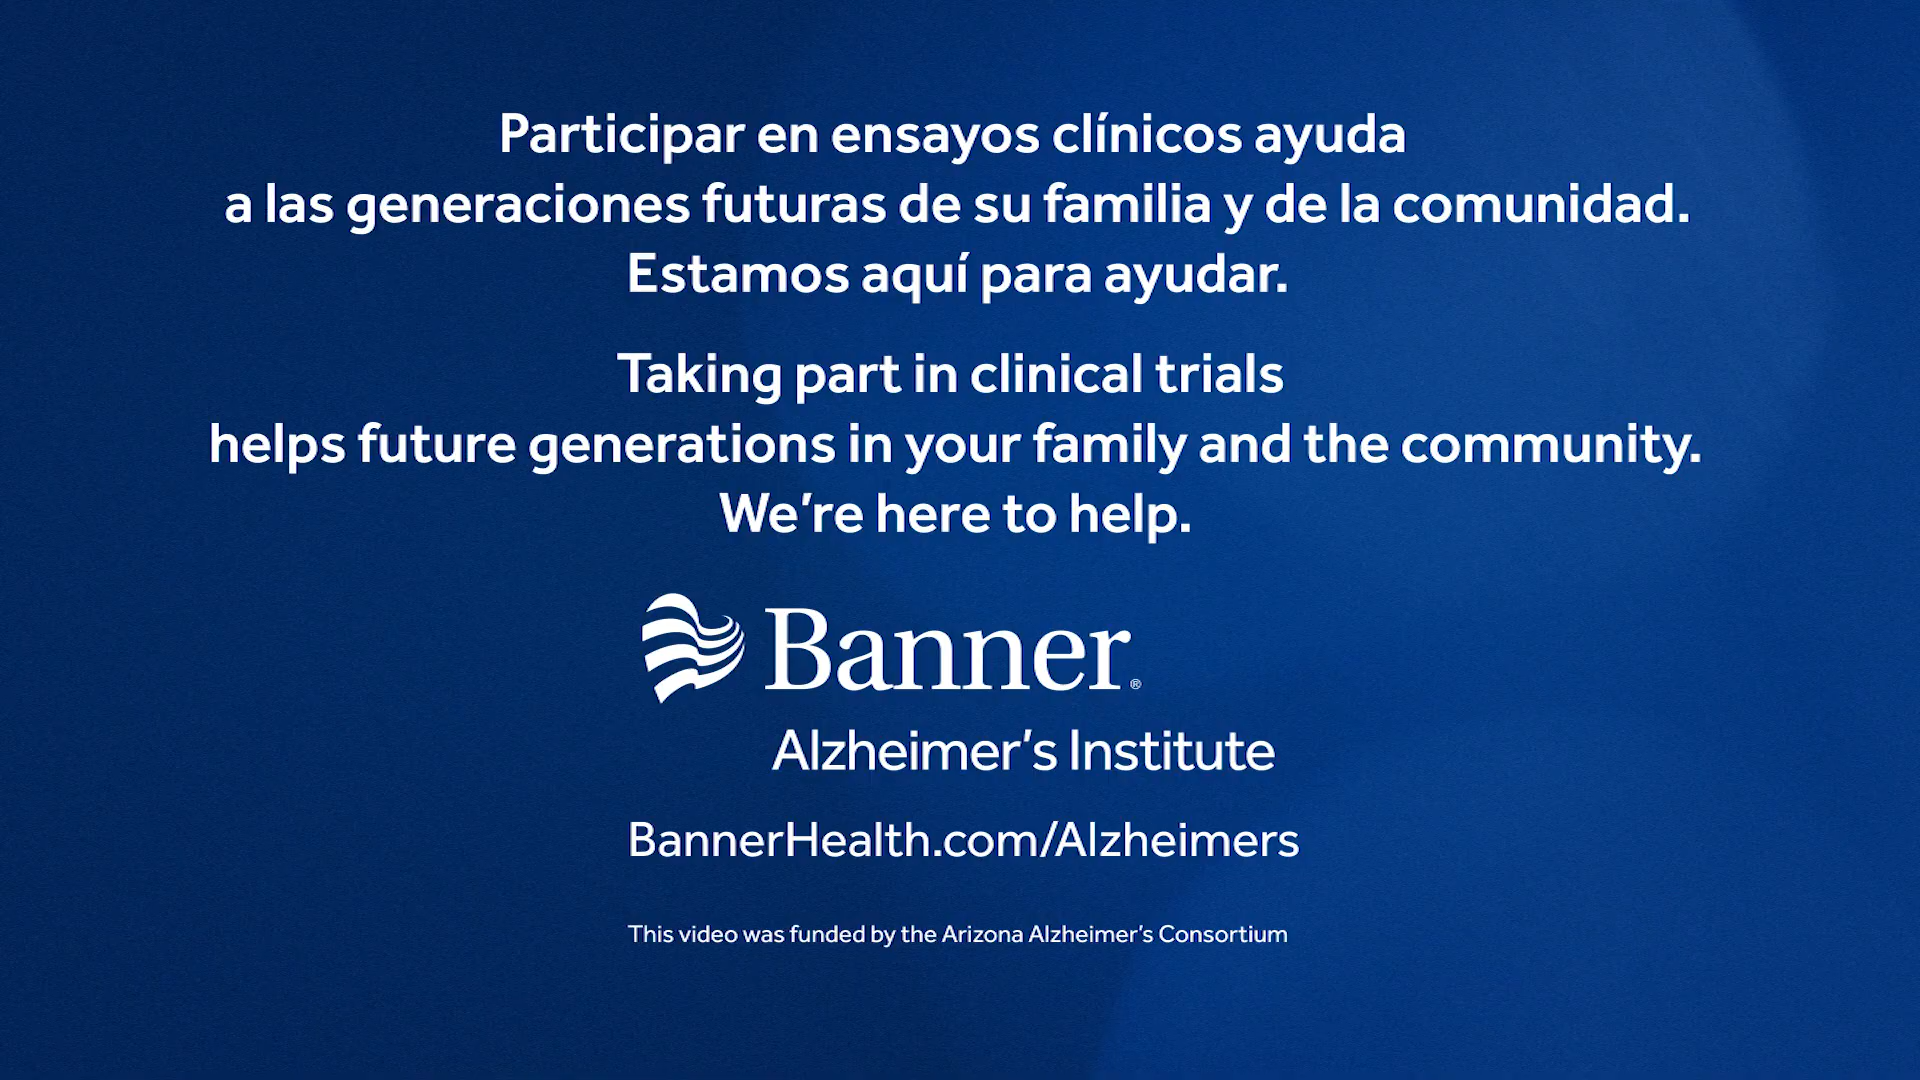 Participar en ensayos clínicos ayuda
a las generaciones futuras de su familia y de la comunidad.
Estamos aquí para ayudar.
Taking part in clinical trials
helps future generations in your family and the community.
We’re here to help.
Banner®
Alzheimer’s Institute
BannerHealth.com/Alzheimers
This video was funded by the Arizona Alzheimer’s Consortium